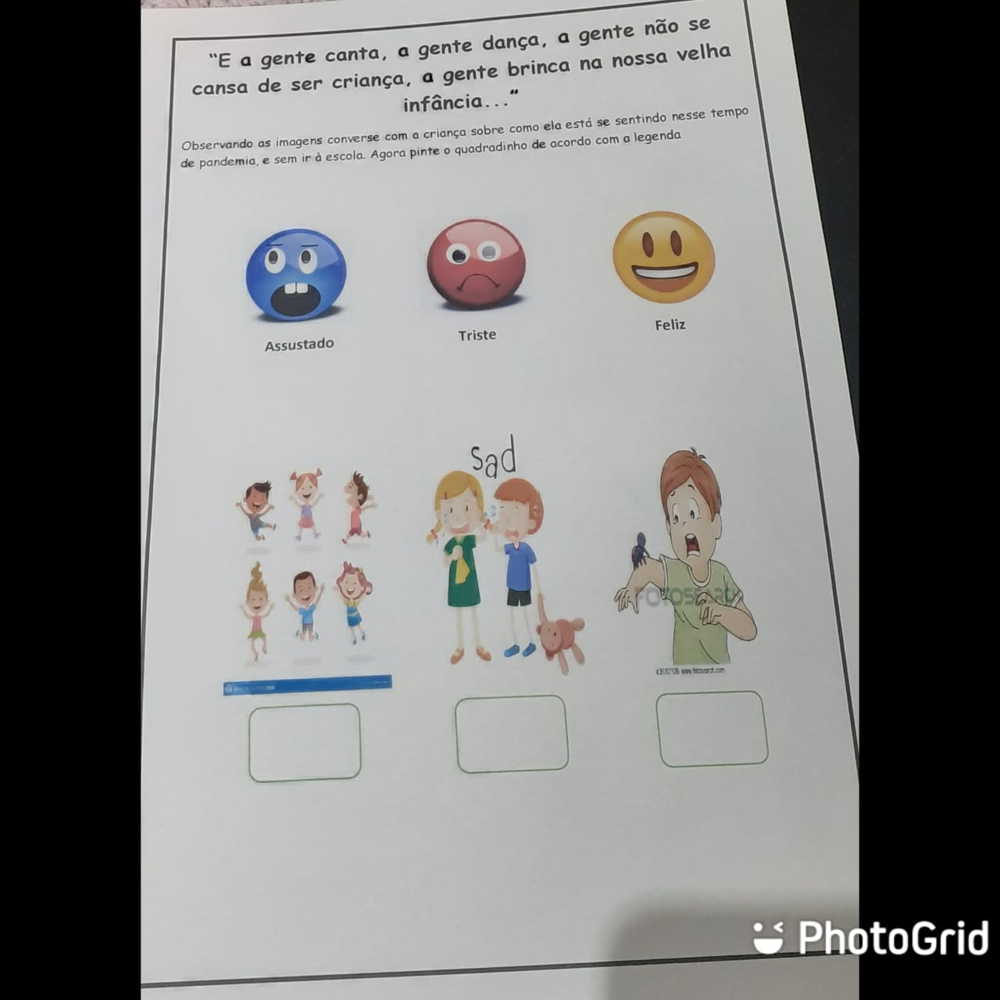 "E a gente canta, a gente dança, a gente não se
cansa de ser criança, a gente brinca na nossa velha
infância..."
Observando as imagens converse com a criança sobre como ela está se sentindo nesse tempo
de pandemia, e sem ir à escola. Agora pinte o quadradinho de acordo com a legenda
Assustado
Triste
Feliz
sad
FOTOSEARCH
www.fotosearch.com
PhotoGrid